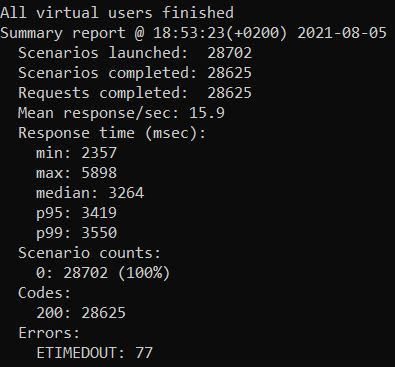 All virtual users finished
Summary report @ 18:53:23(+0200) 2021-08-05
Scenarios launched:  28702
Scenarios completed: 28625
Requests completed:  28625
Mean response/sec: 15.9
Response time (msec):
min: 2357
max: 5898
median: 3264
p95: 3419
p99: 3550
Scenario counts:
0: 28702 (100%)
Codes:
200: 28625
Errors:
ETIMEDOUT: 77